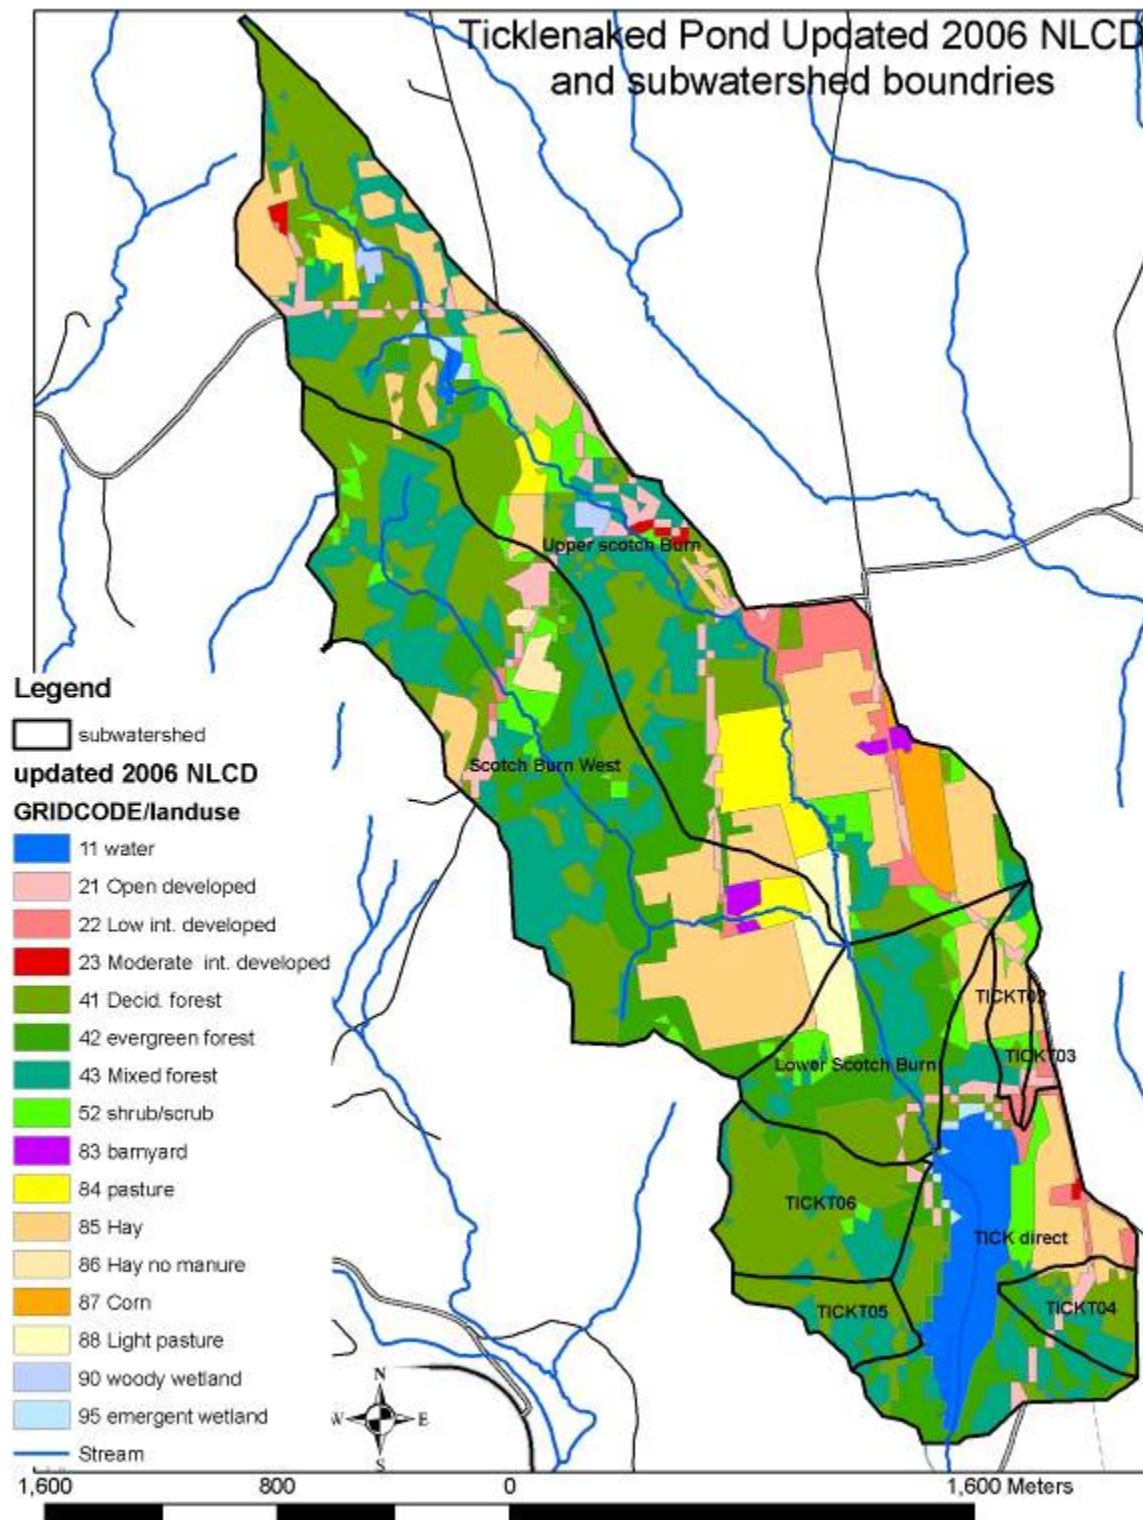 Ticklenaked Pond Updated 2006 NLCD
and subwatershed boundries
Upper scotch Burn
Scotch Burn West
TICKT02
TICKT03
Lower Scotch Burn
TICKT06
TICK direct
TICKT05
TICKT04
Legend
subwatershed
updated 2006 NLCD
GRIDCODE/landuse
11 water
21 Open developed
22 Low int. developed
23 Moderate int. developed
41 Decid. forest
42 evergreen forest
43 Mixed forest
52 shrub/scrub
83 barnyard
84 pasture
85 Hay
86 Hay no manure
87 Corn
88 Light pasture
90 woody wetland
95 emergent wetland
Stream
N
W E
S
1,600 800 0 1,600 Meters